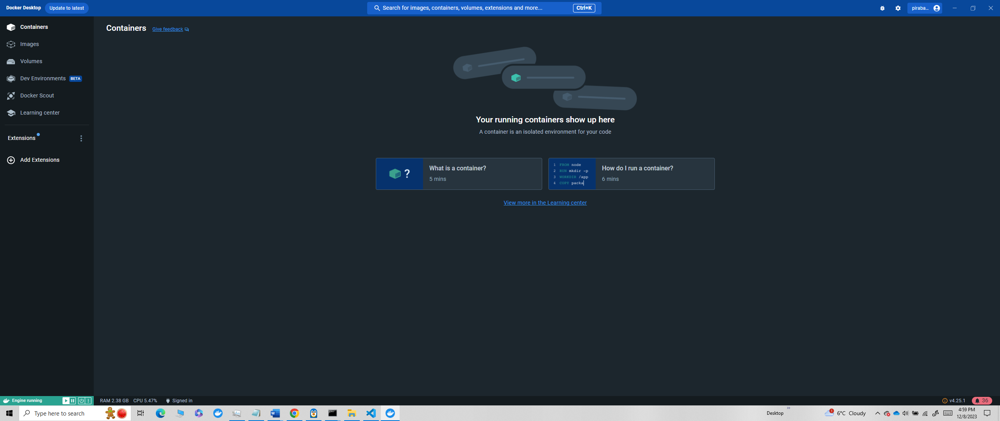 Docker Desktop Update to latest
Search for images, containers, volumes, extensions and more... Ctrl+K
piraba...
Containers
Images
Volumes
Dev Environments BETA
Docker Scout
Learning center
Extensions
Add Extensions
Containers Give feedback
Your running containers show up here
A container is an isolated environment for your code
?
What is a container?
5 mins
1 FROM node
2 RUN mkdir -p
3 WORKDIR /app
4 COPY packa
How do I run a container?
6 mins
View more in the Learning center
Engine running
RAM 2.38 GB CPU 5.47% Signed in
v4.25.1
36
Type here to search
W
Desktop
1
6°C Cloudy
4:59 PM
12/8/2023